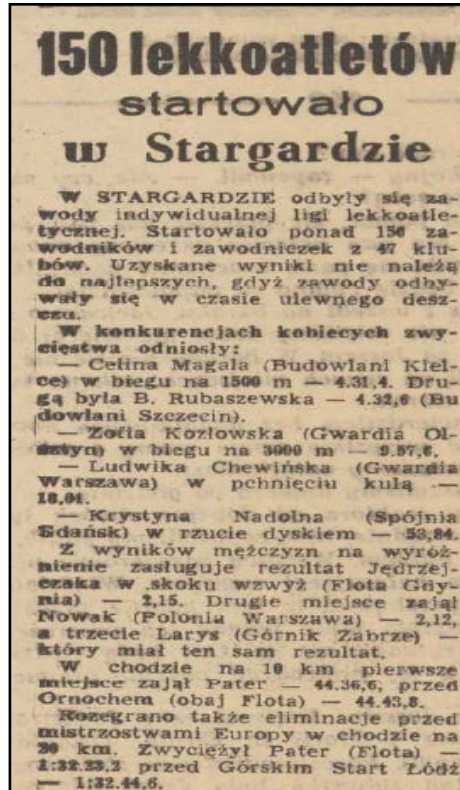 150 lekkoatletów
startowało
w Stargardzie
W STARGARDZIE odbyły się za-
wody indywidualnej ligi lekkoatle-
tycznej. Startowało ponad 150 za-
wodników i zawodniczek z 47 klu-
bów. Uzyskane wyniki nie należą
do najlepszych, gdyż zawody odby-
wały się w czasie ulewnego desz-
czu.
W konkurencjach kobiecych zwy-
cięstwa odniosły:
— Celina Magala (Budowlani Kiel-
ce) w biegu na 1500 m — 4.31,4. Dru-
gą była B. Rubaszewska — 4.32,6 (Bu
dowlani Szczecin).
— Zofia Kozłowska (Gwardia Ol-
sztyn) w biegu na 3000 m — 9.57,6.
— Ludwika Chewińska (Gwardia
Warszawa) w pchnięciu kulą —
18,04.
— Krystyna Nadolna (Spójnia
Gdańsk) w rzucie dyskiem — 53,84.
Z wyników mężczyzn na wyróż-
nienie zasługuje rezultat Jędrzej-
czaka w skoku wzwyż (Flota Gdy-
nia) — 2,15. Drugie miejsce zajął
Nowak (Polonia Warszawa) — 2,12,
a trzecie Larys (Górnik Zabrze) —
który miał ten sam rezultat.
W chodzie na 10 km pierwsze
miejsce zajął Pater — 44.36,6, przed
Ornochem (obaj Flota) — 44.43,8.
Rozegrano także eliminacje przed
mistrzostwami Europy w chodzie na
20 km. Zwyciężył Pater (Flota) —
1:32.23,2 przed Górskim Start Łódź
— 1:32.44,6.